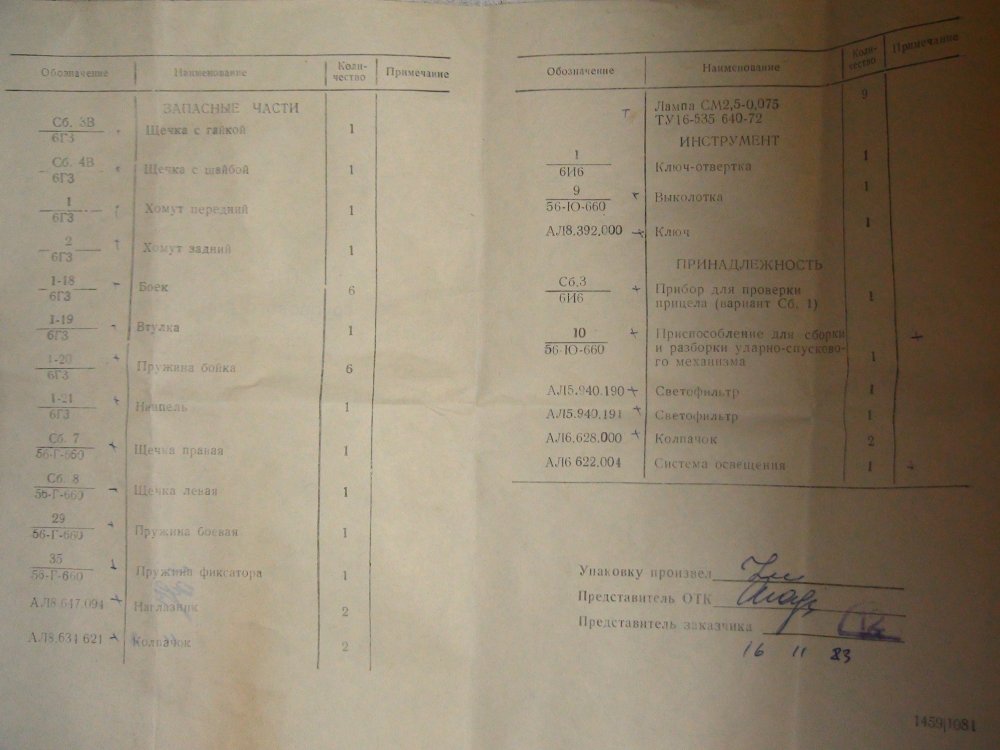 Обозначение Наименование Коли-чество Примечание
ЗАПАСНЫЕ ЧАСТИ
Сб. 3В
6Г3 Щечка с гайкой 1
Сб. 4В
6Г3 Щечка с шайбой 1
1
6Г3 Хомут передний 1
2
6Г3 Хомут задний 1
1-18
6Г3 Боек 6
1-19
6Г3 Втулка 1
1-20
6Г3 Пружина бойка 6
1-21
6Г3 Ниппель 1
Сб. 7
56-Г-660 Щечка правая 1
Сб. 8
56-Г-660 Щечка левая 1
29
56-Г-660 Пружина боевая 1
35
56-Г-660 Пружина фиксатора 1
АЛ8.647.094 Наглазник 2
АЛ8.634 621 Колпачок 2
Обозначение Наименование Коли-чество Примечание
Лампа СМ2,5-0,075 9
ТУ16-535 640-72
ИНСТРУМЕНТ
1
6И6 Ключ-отвертка 1
9
56-Ю-660 Выколотка 1
АЛ8.392.000 Ключ 1
ПРИНАДЛЕЖНОСТЬ
Сб.3
6И6 Прибор для проверки
прицела (вариант Сб. 1) 1
10
56-Ю-660 Приспособление для сборки
и разборки ударно-спусково-
го механизма 1
АЛ5.940.190 Светофильтр 1
АЛ5.940.191 Светофильтр 1
АЛ6.628.000 Колпачок 2
АЛ6 622.004 Система освещения 1
Упаковку произвел
Представитель ОТК
Представитель заказчика
16 11 83
1459|1081